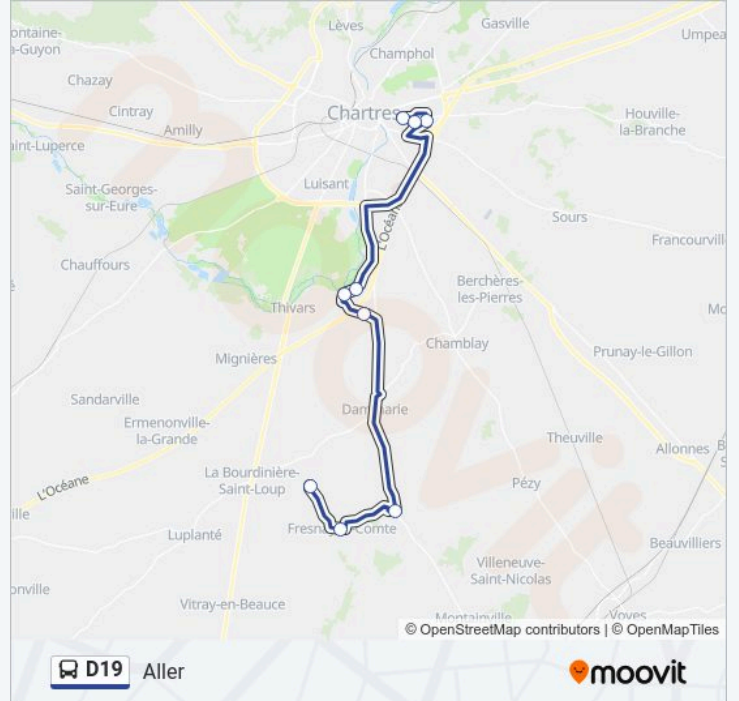 Lèves
Gasville
ontaine-
a-Guyon
Champhol
Umpea
Chazay
Cintray
Chartres
Houville-
la-Branche
Amilly
aint-Luperce
Luisant
Saint-Georges-
sur-Eure
Sous
L'Océane
Francourvill
Chauffours
Berchères-
les-Pierres
Thivars
Mo
Chamblay
Mignières
Prunay-le-Gillon
Sandarville
Dammarie
Ermenonville-
la-Grande
Theuville
Allonnes
La Bourdinière-
Saint-Loup
L'Océane
Pézy
ille
Fresnay-le-Comte
Luplanté
Beauvilliers
Villeneuve-
Saint-Nicolas
onville
Vitray-en-Beauce
Montainville
Voves
© OpenStreetMap contributors | © OpenMapTiles
D19 Aller
moovit